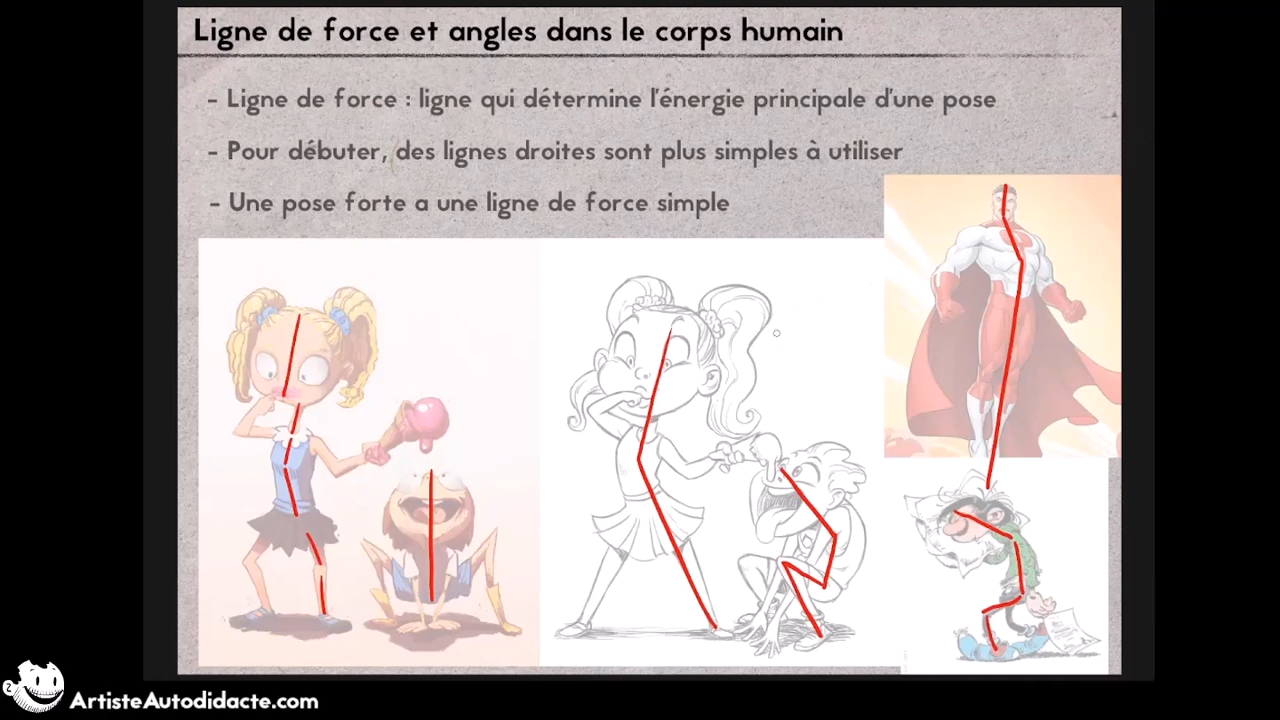 Ligne de force et angles dans le corps humain
- Ligne de force : ligne qui détermine l'énergie principale d'une pose
- Pour débuter, des lignes droites sont plus simples à utiliser
- Une pose forte a une ligne de force simple
ArtisteAutodidacte.com